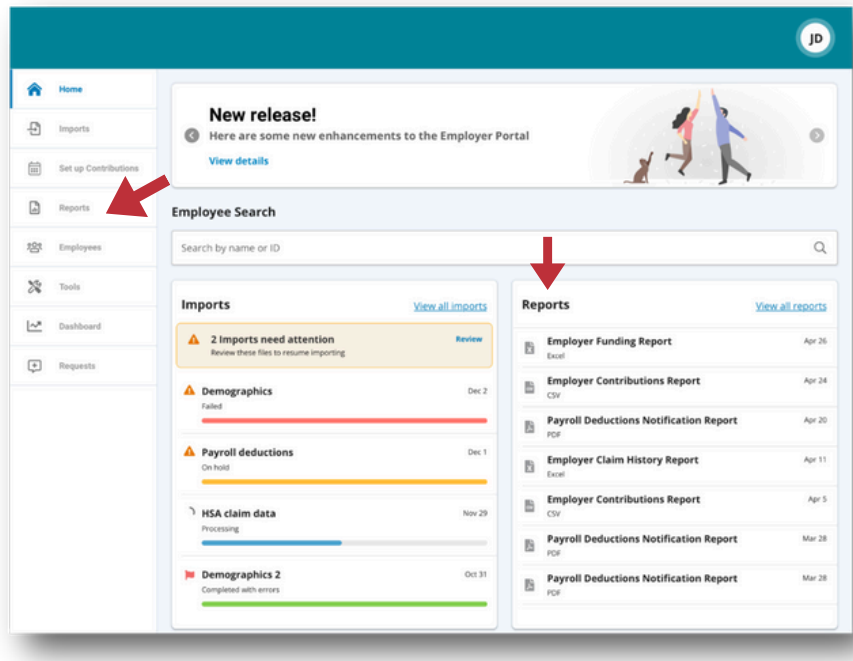 JD
Home
Imports
Set up Contributions
Reports
Employees
Tools
Dashboard
Requests
New release!
Here are some new enhancements to the Employer Portal
View details
Employee Search
Search by name or ID
Imports
View all imports
2 Imports need attention
Review
Review these files to resume importing
Demographics
Dec 2
Failed
Payroll deductions
Dec 1
On hold
HSA claim data
Nov 29
Processing
Demographics 2
Oct 31
Completed with errors
Reports
View all reports
Employer Funding Report
Apr 26
Excel
Employer Contributions Report
Apr 24
CSV
Payroll Deductions Notification Report
Apr 20
PDF
Employer Claim History Report
Apr 11
Excel
Employer Contributions Report
Apr 5
CSV
Payroll Deductions Notification Report
Mar 28
PDF
Payroll Deductions Notification Report
Mar 28
PDF